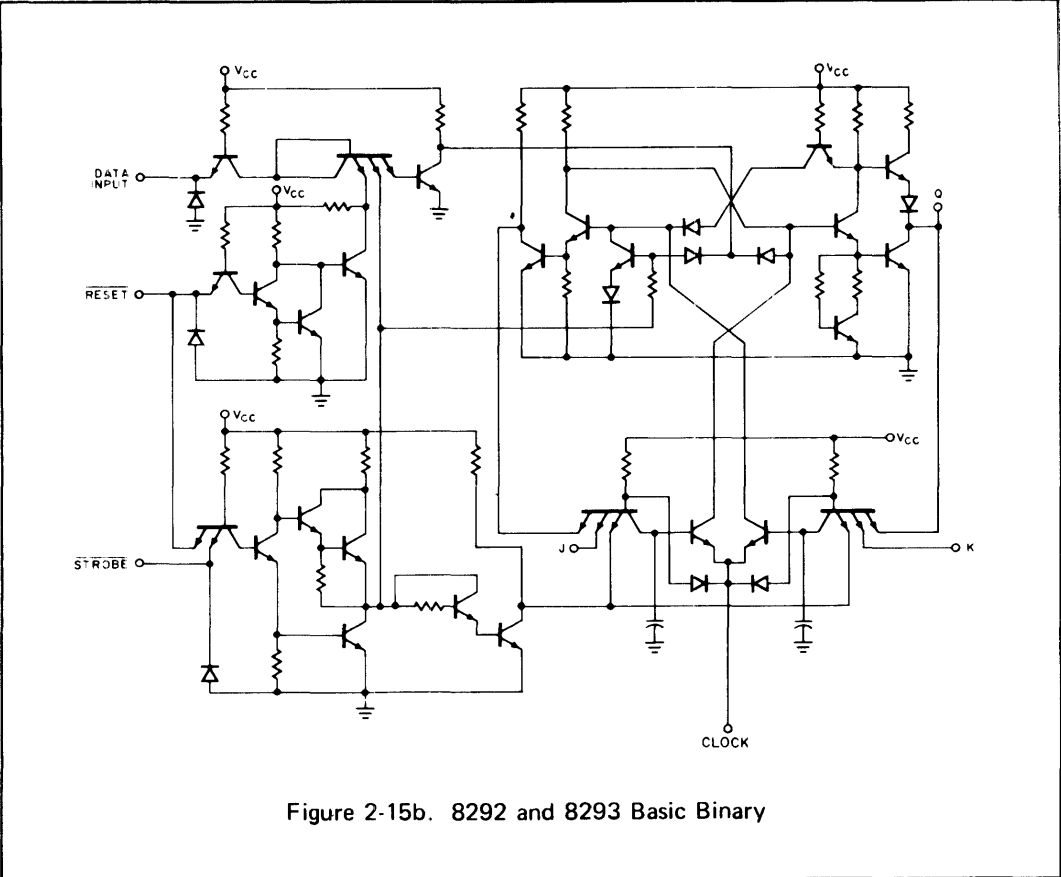 VCC
VCC
DATA
INPUT
VCC
Q
RESET
VCC
VCC
J
K
STROBE
CLOCK
Figure 2-15b. 8292 and 8293 Basic Binary